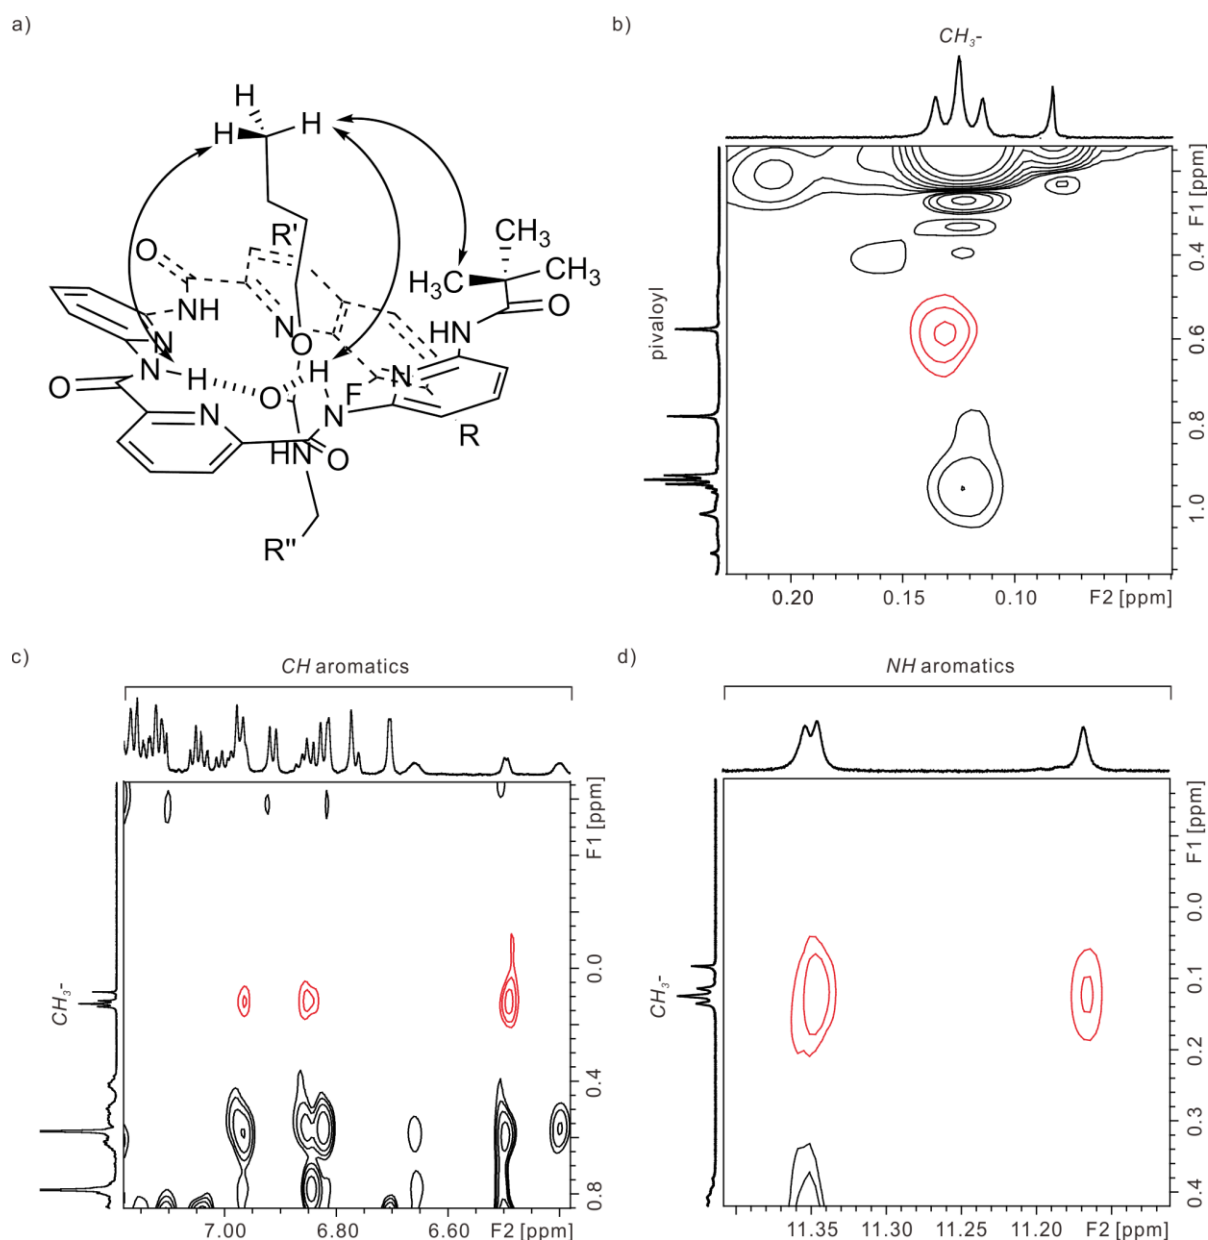 a)
H
H
H
R'
O
CH₃
H₃C
CH₃
O
NH
N
HN
N
O
N
H
O
H
N
F
O
N
N
R
HN
O
R"
b)
CH₃-
pivaloyl
F1 [ppm]
0.4
0.6
0.8
1.0
0.20
0.15
0.10
F2 [ppm]
c)
CH aromatics
CH₃-
F1 [ppm]
0.0
0.4
0.8
7.00
6.80
6.60
F2 [ppm]
d)
NH aromatics
CH₃-
F1 [ppm]
0.0
0.1
0.2
0.3
0.4
11.35
11.30
11.25
11.20
F2 [ppm]